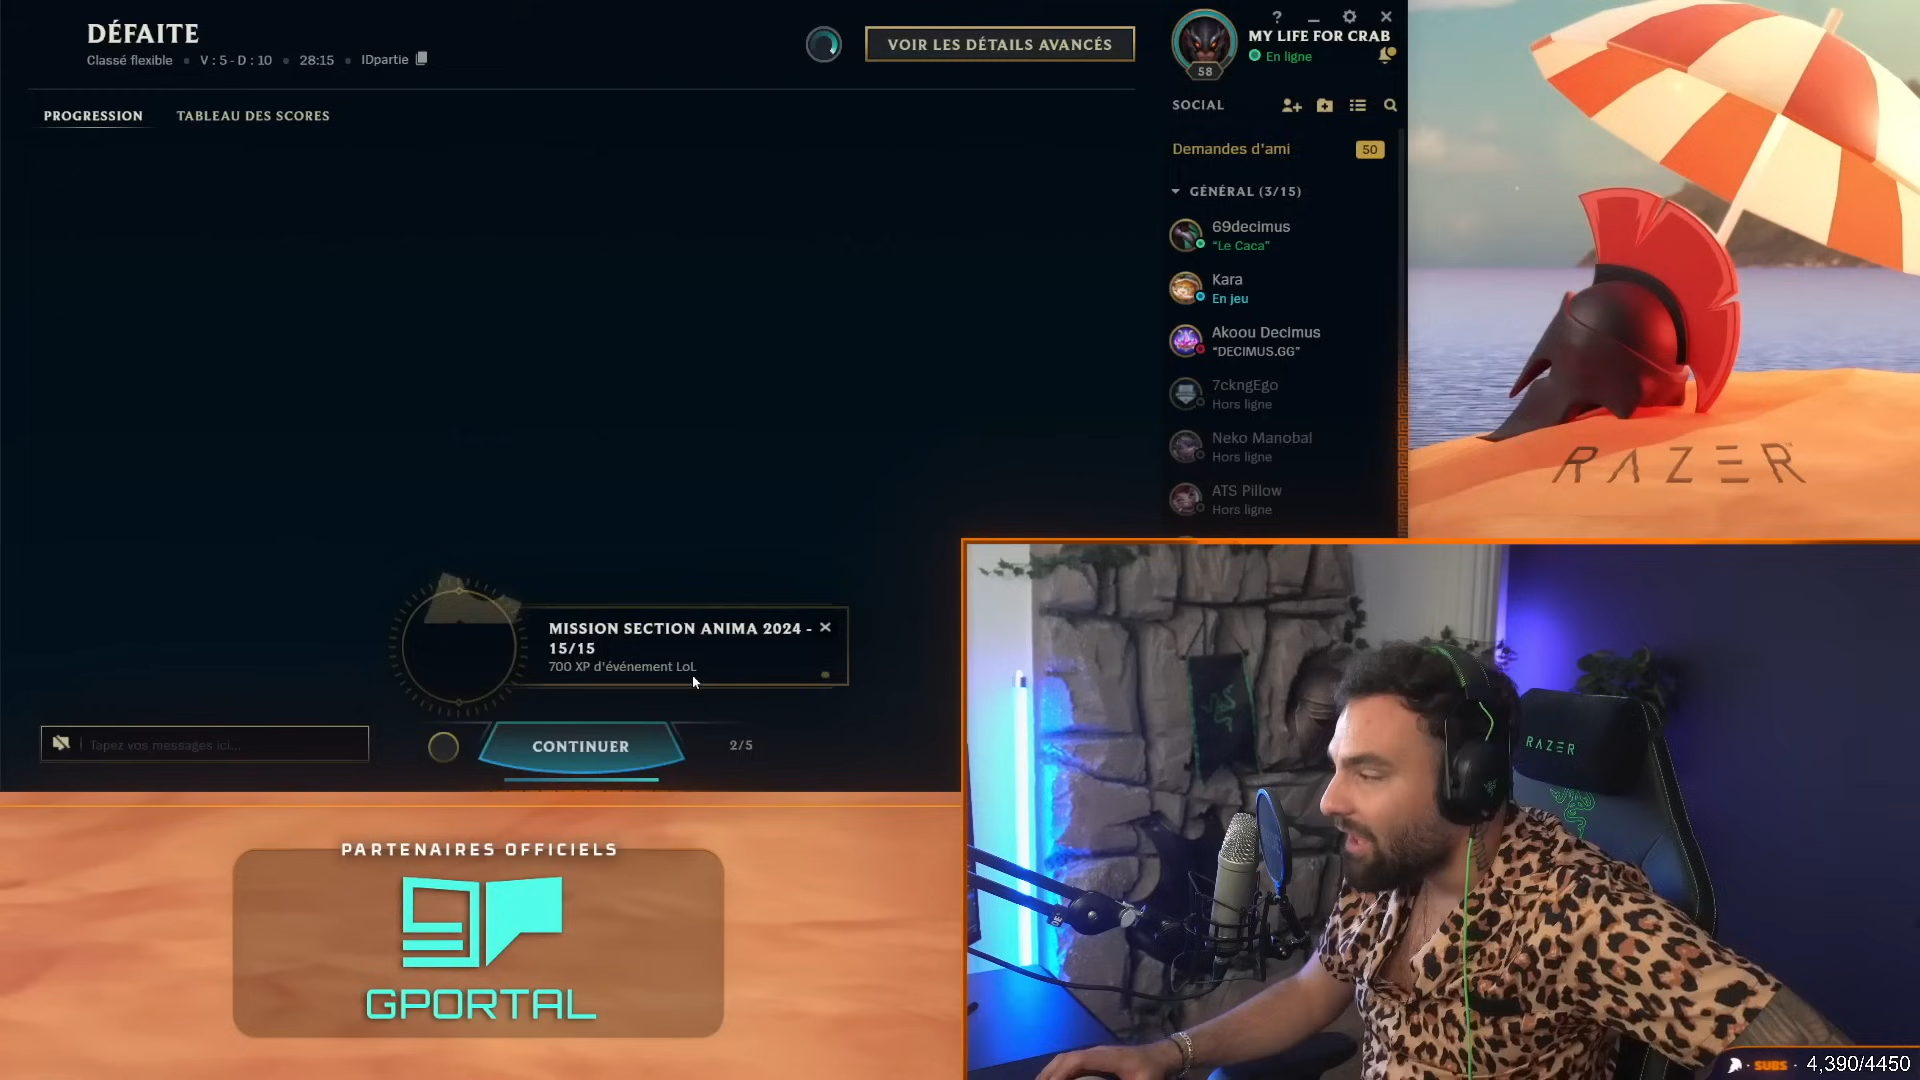 DÉFAITE
Classé flexible • V : 5 - D : 10 • 28:15 • IDpartie
VOIR LES DÉTAILS AVANCÉS
PROGRESSION
TABLEAU DES SCORES
?
MY LIFE FOR CRAB
En ligne
58
SOCIAL
Demandes d'ami
50
GÉNÉRAL (3/15)
69decimus
"Le Caca"
Kara
En jeu
Akoou Decimus
"DECIMUS.GG"
7ckngEgo
Hors ligne
Neko Manobal
Hors ligne
ATS Pillow
Hors ligne
RAZER
MISSION SECTION ANIMA 2024 -
15/15
700 XP d'événement LoL
Tapez vos messages ici...
CONTINUER
2/5
PARTENAIRES OFFICIELS
GPORTAL
RAZER
SUBS - 4,390/4450